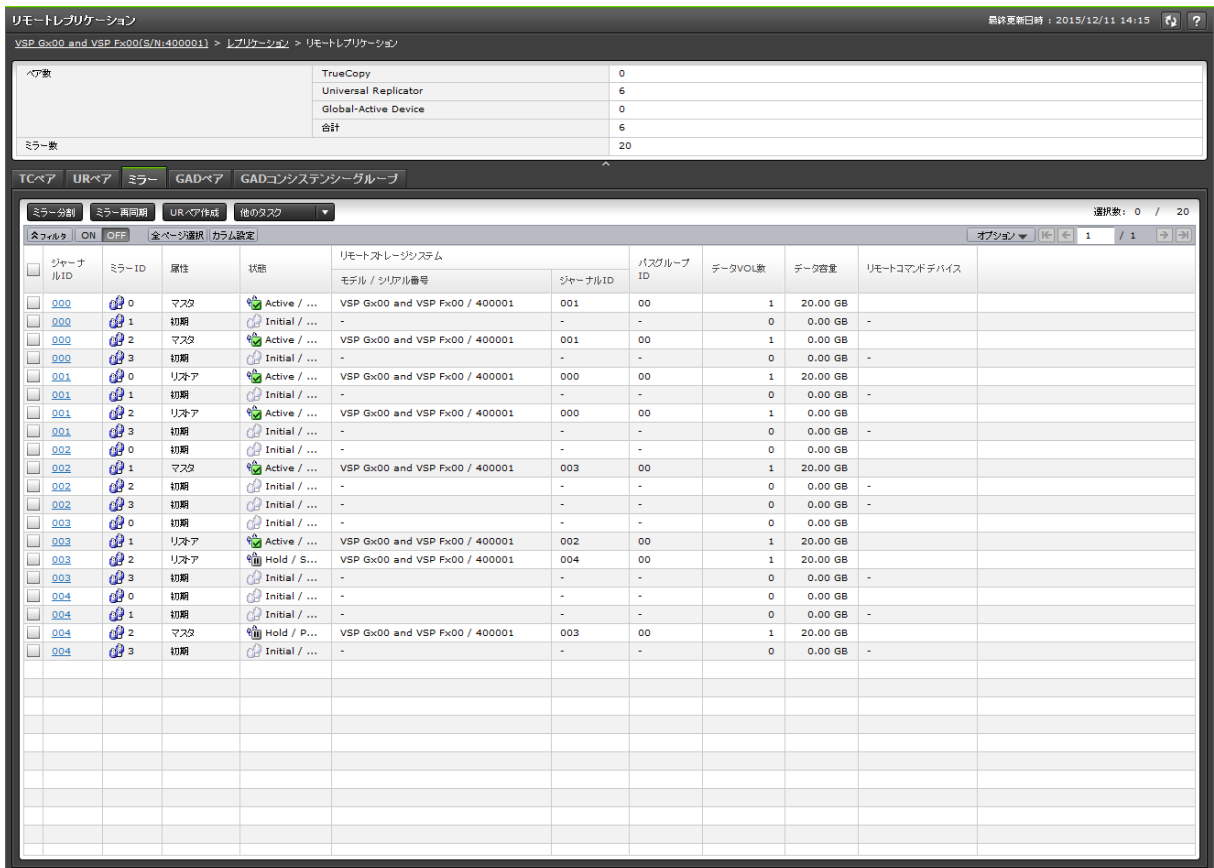 リモートレプリケーション 最終更新日時 : 2015/12/11 14:15 ?
VSP Gx00 and VSP Fx00(S/N:400001) > レプリケーション > リモートレプリケーション
ペア数 TrueCopy 0
Universal Replicator 6
Global-Active Device 0
合計 6
ミラー数 20
TCペア URペア ミラー GADペア GADコンシステンシーグループ
ミラー分割 ミラー再同期 URペア作成 他のタスク 選択数: 0 / 20
フィルタ ON OFF 全ページ選択 カラム設定 オプション 1 / 1
ジャーナルID ミラーID 属性 状態 リモートストレージシステム パスグループID データVOL数 データ容量 リモートコマンドデバイス
モデル / シリアル番号 ジャーナルID
000 0 マスタ Active / ... VSP Gx00 and VSP Fx00 / 400001 001 00 1 20.00 GB
000 1 初期 Initial / ... - - - 0 0.00 GB -
000 2 マスタ Active / ... VSP Gx00 and VSP Fx00 / 400001 001 00 1 0.00 GB
000 3 初期 Initial / ... - - - 0 0.00 GB -
001 0 リストア Active / ... VSP Gx00 and VSP Fx00 / 400001 000 00 1 20.00 GB
001 1 初期 Initial / ... - - - 0 0.00 GB -
001 2 リストア Active / ... VSP Gx00 and VSP Fx00 / 400001 000 00 1 0.00 GB
001 3 初期 Initial / ... - - - 0 0.00 GB -
002 0 初期 Initial / ... - - - 0 0.00 GB
002 1 マスタ Active / ... VSP Gx00 and VSP Fx00 / 400001 003 00 1 20.00 GB
002 2 初期 Initial / ... - - - 0 0.00 GB -
002 3 初期 Initial / ... - - - 0 0.00 GB -
003 0 初期 Initial / ... - - - 0 0.00 GB
003 1 リストア Active / ... VSP Gx00 and VSP Fx00 / 400001 002 00 1 20.00 GB
003 2 リストア Hold / S... VSP Gx00 and VSP Fx00 / 400001 004 00 1 20.00 GB
003 3 初期 Initial / ... - - - 0 0.00 GB -
004 0 初期 Initial / ... - - - 0 0.00 GB
004 1 初期 Initial / ... - - - 0 0.00 GB -
004 2 マスタ Hold / P... VSP Gx00 and VSP Fx00 / 400001 003 00 1 20.00 GB
004 3 初期 Initial / ... - - - 0 0.00 GB -